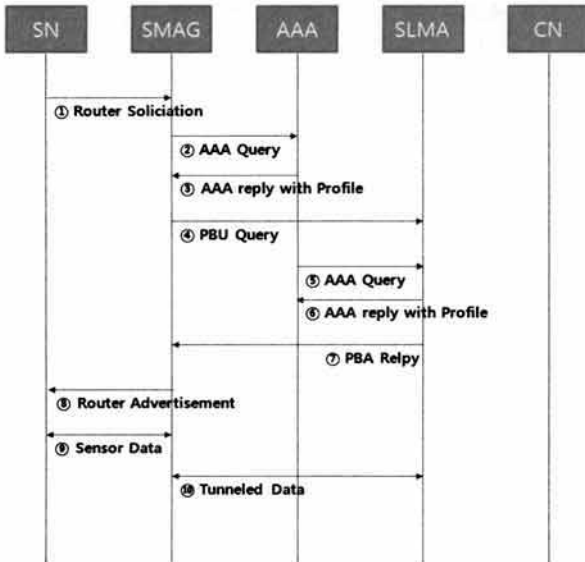 SN SMAG AAA SLMA CN
① Router Soliciation
② AAA Query
③ AAA reply with Profile
④ PBU Query
⑤ AAA Query
⑥ AAA reply with Profile
⑦ PBA Relpy
⑧ Router Advertisement
⑨ Sensor Data
⑩ Tunneled Data